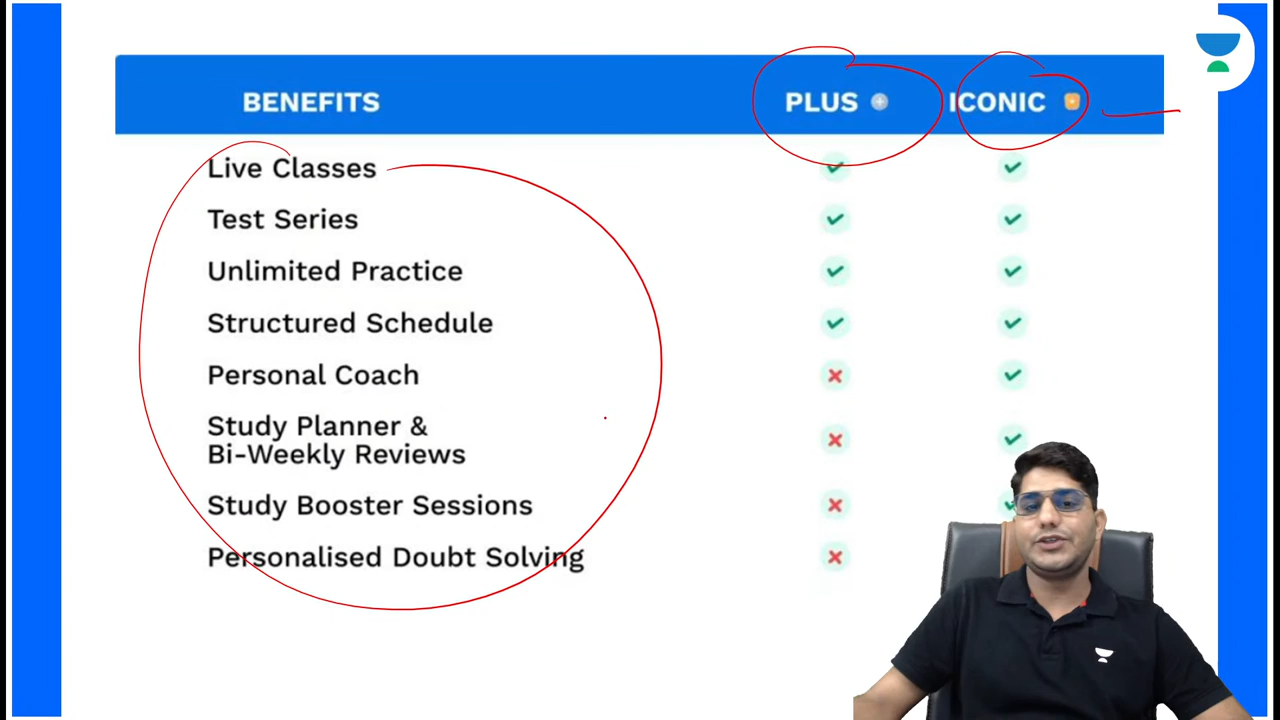 BENEFITS PLUS ICONIC
Live Classes
Test Series
Unlimited Practice
Structured Schedule
Personal Coach
Study Planner &
Bi-Weekly Reviews
Study Booster Sessions
Personalised Doubt Solving